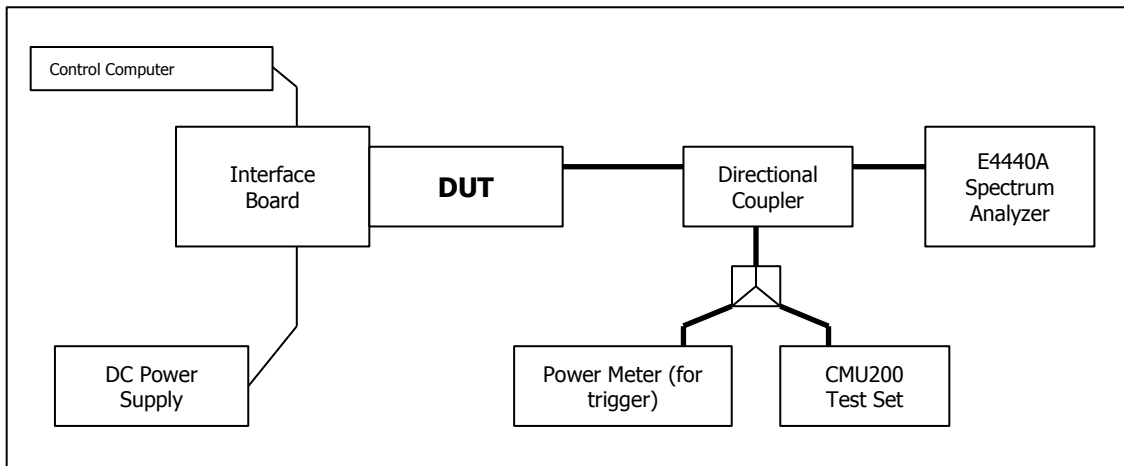 Control Computer
Interface
Board
DUT
Directional
Coupler
E4440A
Spectrum
Analyzer
DC Power
Supply
Power Meter (for
trigger)
CMU200
Test Set